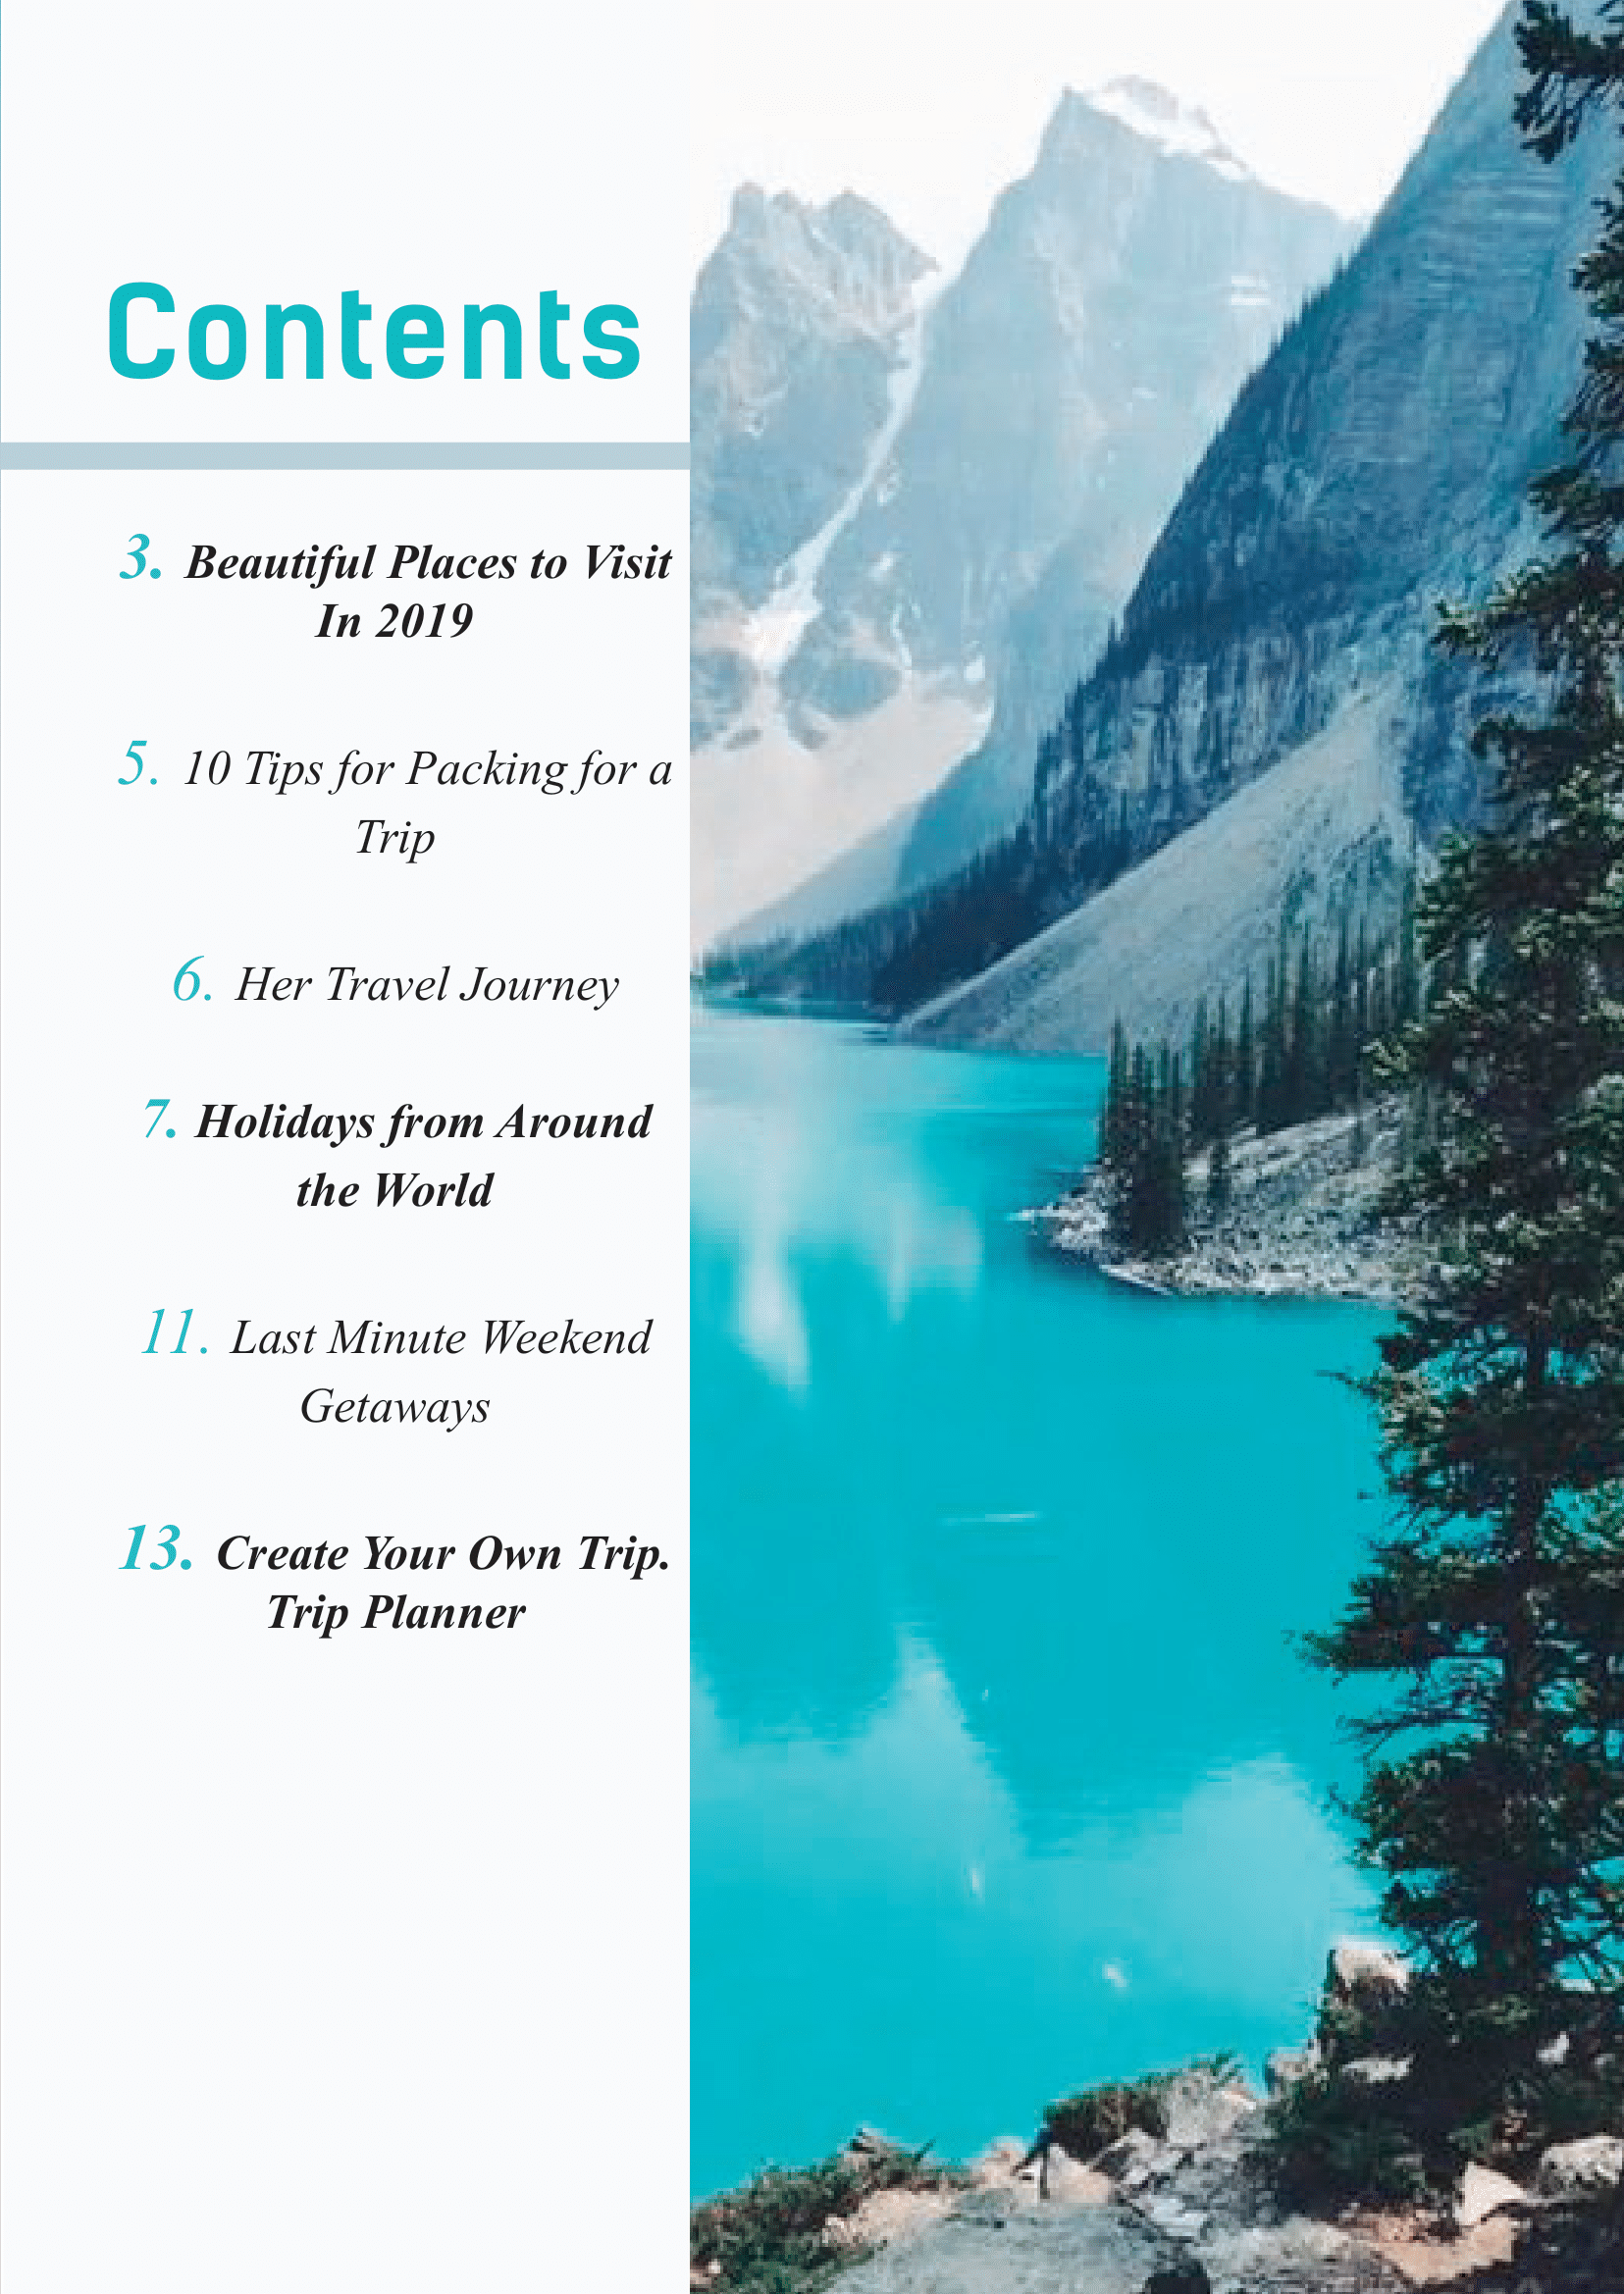 Contents
3. Beautiful Places to Visit
In 2019
5. 10 Tips for Packing for a
Trip
6. Her Travel Journey
7. Holidays from Around
the World
11. Last Minute Weekend
Getaways
13. Create Your Own Trip.
Trip Planner